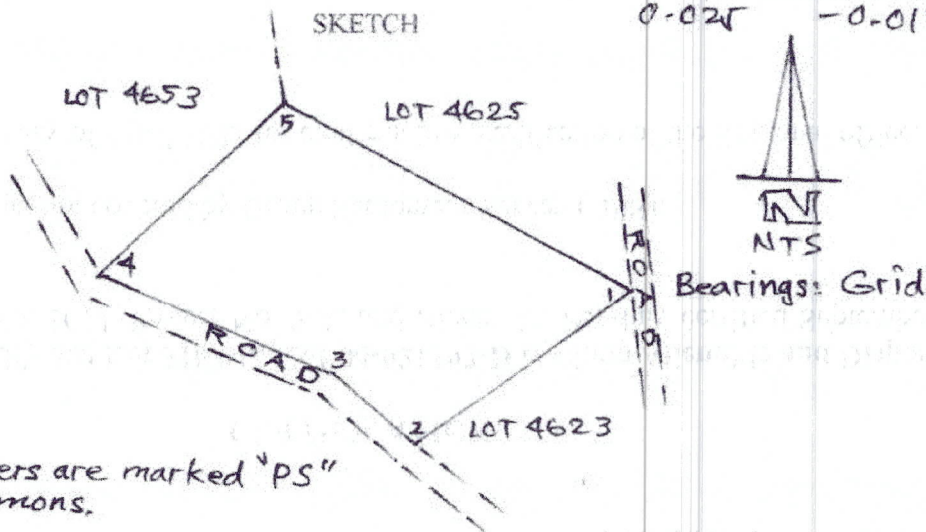 SKETCH
0.025 -0.01
LOT 4653
LOT 4625
5
N
NTS
ROAD
4
1
Bearings: Grid
ROAD
3
2
LOT 4623
ers are marked "PS"
mons.